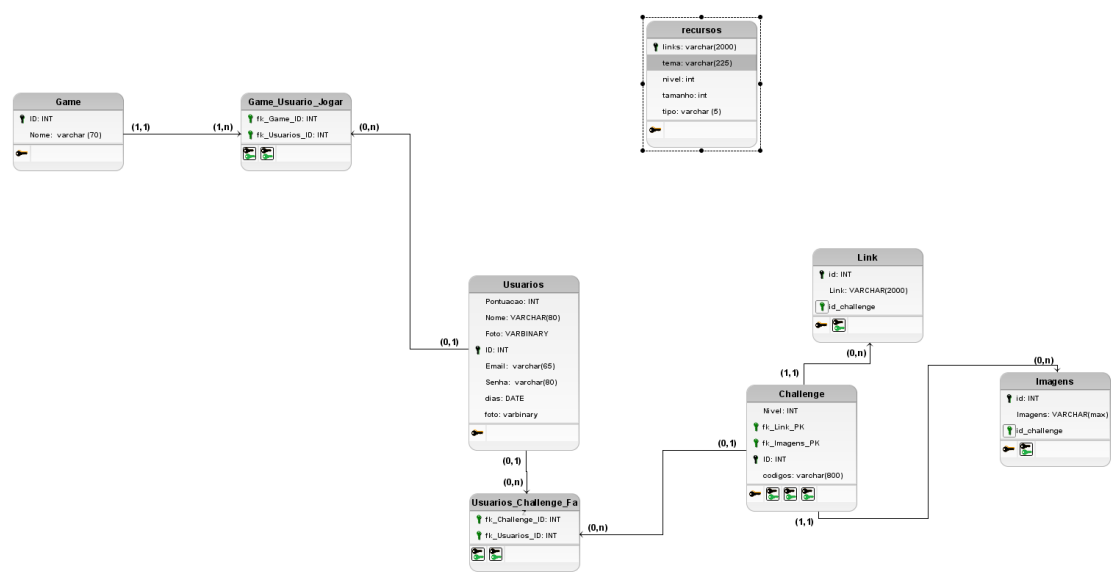 recursos
links: varchar(2000)
tema: varchar(225)
nivel: int
tamanho: int
tipo: varchar (5)
Game
ID: INT
Nome: varchar (70)
(1,1)
(1,n)
Game_Usuario_Jogar
fk_Game_ID: INT
fk_Usuarios_ID: INT
(0,n)
Usuarios
Pontuacao: INT
Nome: VARCHAR(80)
Foto: VARBINARY
ID: INT
Email: varchar(65)
Senha: varchar(80)
dias: DATE
foto: varbinary
(0,1)
(0,1)
(0,n)
Usuarios_Challenge_Fa
fk_Challenge_ID: INT
fk_Usuarios_ID: INT
(0,n)
(0,1)
Link
id: INT
Link: VARCHAR(2000)
id_challenge
(0,n)
(1,1)
Challenge
Nivel: INT
fk_Link_PK
fk_Imagens_PK
ID: INT
codigos: varchar(800)
(1,1)
(0,n)
Imagens
id: INT
Imagens: VARCHAR(max)
id_challenge